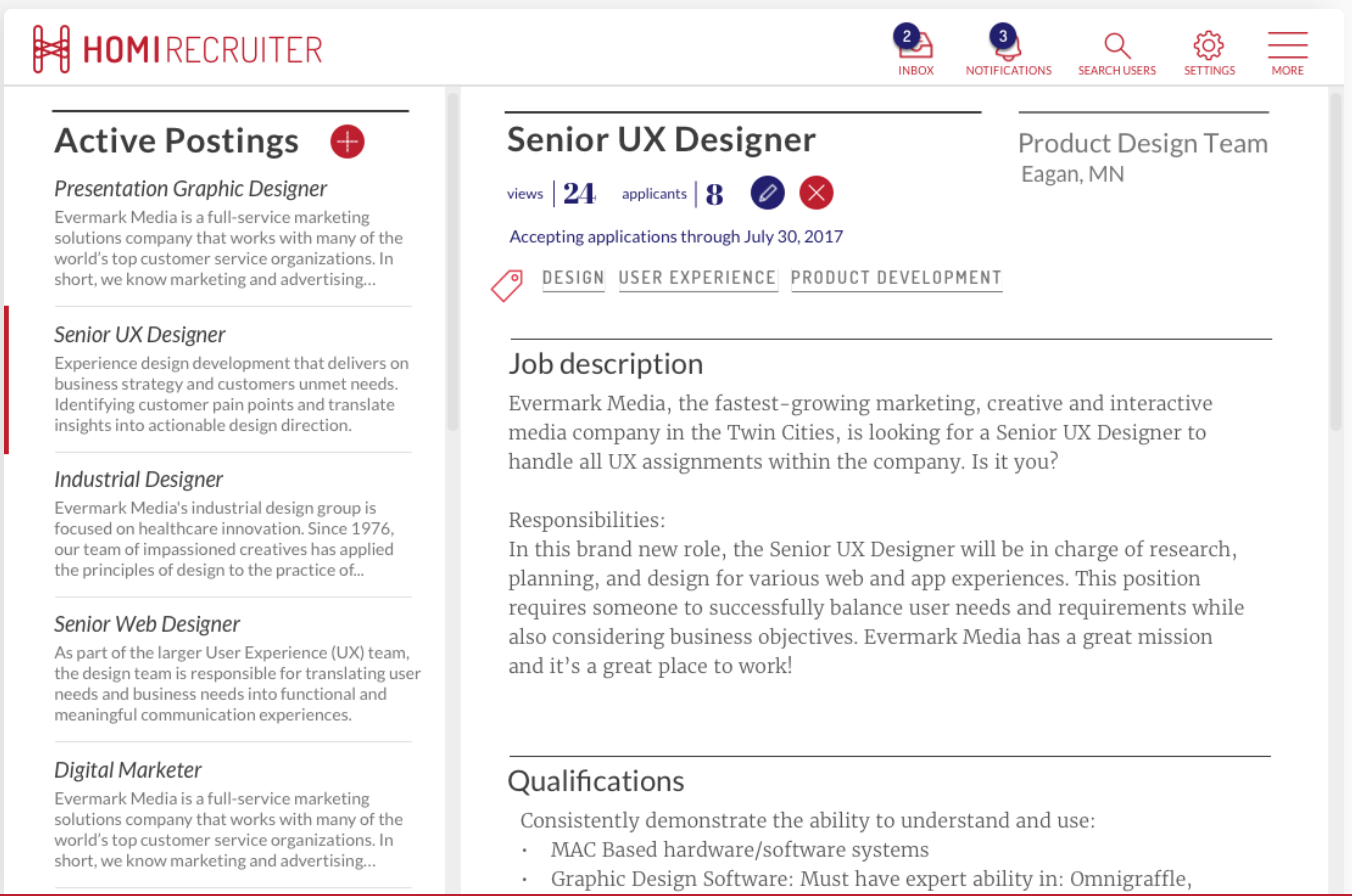 HOMIRECRUITER
2
INBOX
3
NOTIFICATIONS
SEARCH USERS
SETTINGS
MORE
Active Postings
Presentation Graphic Designer
Evermark Media is a full-service marketing
solutions company that works with many of the
world's top customer service organizations. In
short, we know marketing and advertising...
Senior UX Designer
Experience design development that delivers on
business strategy and customers unmet needs.
Identifying customer pain points and translate
insights into actionable design direction.
Industrial Designer
Evermark Media's industrial design group is
focused on healthcare innovation. Since 1976,
our team of impassioned creatives has applied
the principles of design to the practice of...
Senior Web Designer
As part of the larger User Experience (UX) team,
the design team is responsible for translating user
needs and business needs into functional and
meaningful communication experiences.
Digital Marketer
Evermark Media is a full-service marketing
solutions company that works with many of the
world's top customer service organizations. In
short, we know marketing and advertising...
Senior UX Designer
views | 24 applicants | 8
Accepting applications through July 30, 2017
DESIGN USER EXPERIENCE PRODUCT DEVELOPMENT
Product Design Team
Eagan, MN
Job description
Evermark Media, the fastest-growing marketing, creative and interactive
media company in the Twin Cities, is looking for a Senior UX Designer to
handle all UX assignments within the company. Is it you?
Responsibilities:
In this brand new role, the Senior UX Designer will be in charge of research,
planning, and design for various web and app experiences. This position
requires someone to successfully balance user needs and requirements while
also considering business objectives. Evermark Media has a great mission
and it's a great place to work!
Qualifications
Consistently demonstrate the ability to understand and use:
• MAC Based hardware/software systems
• Graphic Design Software: Must have expert ability in: Omnigraffle,